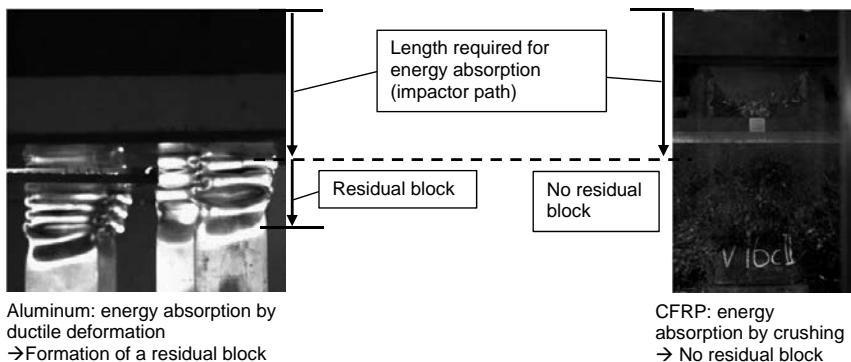 Length required for
energy absorption
(impactor path)
Residual block
No residual
block
V16CII
Aluminum: energy absorption by
ductile deformation
→Formation of a residual block
CFRP: energy
absorption by crushing
→ No residual block